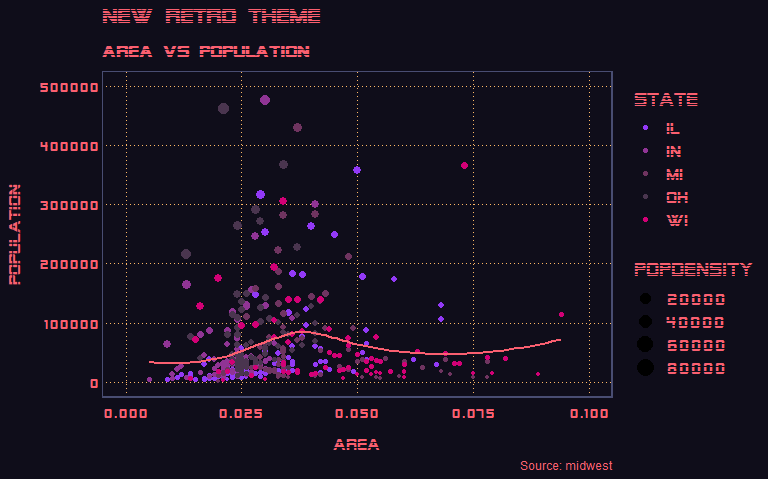 NEW RETRO THEME
AREA VS POPULATION
500000
400000
300000
200000
100000
0
POPULATION
0.000
0.025
0.050
0.075
0.100
AREA
STATE
IL
IN
MI
OH
WI
POPDENSITY
20000
40000
60000
80000
Source: midwest